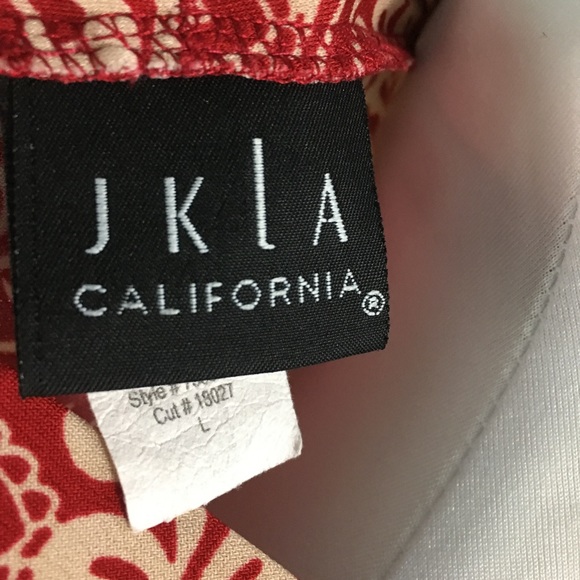 JKLA
CALIFORNIA®
Style #
Cut # 18027
L